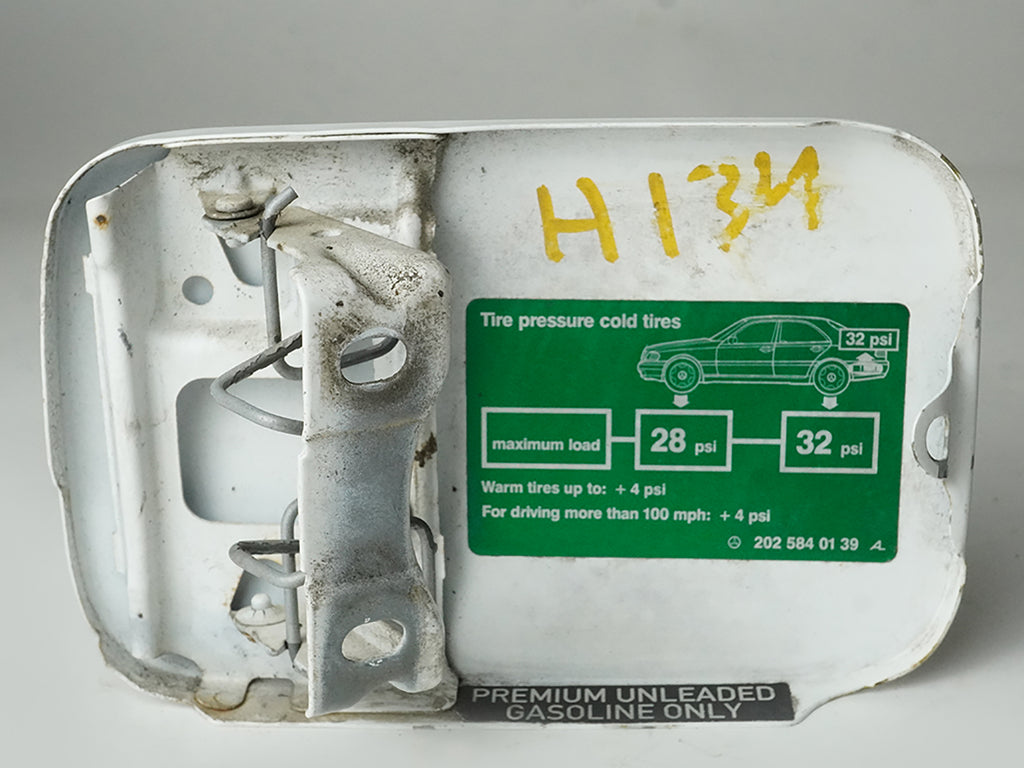 H134
Tire pressure cold tires
32 psi
maximum load
28 psi
32 psi
Warm tires up to: + 4 psi
For driving more than 100 mph: + 4 psi
202 584 01 39
PREMIUM UNLEADED
GASOLINE ONLY